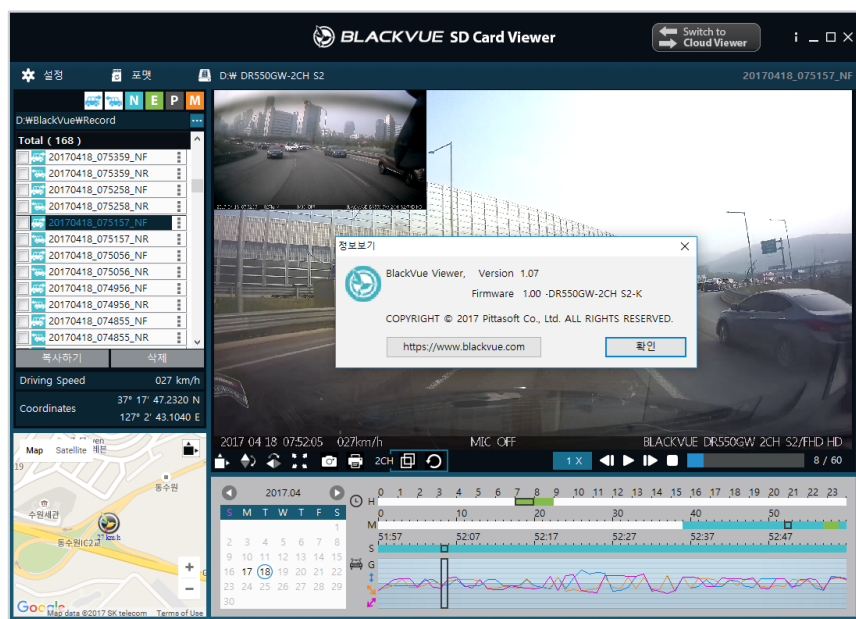 BLACKVUE SD Card Viewer
Switch to
Cloud Viewer
설정
포맷
D:₩ DR550GW-2CH S2
20170418_075157_NF
N E P M
D:₩BlackVue₩Record
Total ( 168 )
20170418_075359_NF
20170418_075359_NR
20170418_075258_NF
20170418_075258_NR
20170418_075157_NF
20170418_075157_NR
20170418_075056_NF
20170418_075056_NR
20170418_074956_NF
20170418_074956_NR
20170418_074855_NF
20170418_074855_NR
복사하기
삭제
Driving Speed 027 km/h
Coordinates
37° 17' 47.2320 N
127° 2' 43.1040 E
정보보기
BlackVue Viewer, Version 1.07
Firmware 1.00 -DR550GW-2CH S2-K
COPYRIGHT © 2017 Pittasoft Co., Ltd. ALL RIGHTS RESERVED.
https://www.blackvue.com
확인
2017 04 18 07:52:05 027km/h MIC OFF BLACKVUE DR550GW 2CH S2/FHD HD
2CH
1 X
8 / 60
Map
Satellite
19
동수원
수원세관
동수원IC2교
27 km/h
Google
Map data ©2017 SK telecom Terms of Use
2017.04
S M T W T F S
1
2 3 4 5 6 7 8
9 10 11 12 13 14 15
16 17 18 19 20 21 22
23 24 25 26 27 28 29
30
H 0 1 2 3 4 5 6 7 8 9 10 11 12 13 14 15 16 17 18 19 20 21 22 23
M 0 10 20 30 40 50
S 51:57 52:07 52:17 52:27 52:37 52:47
G